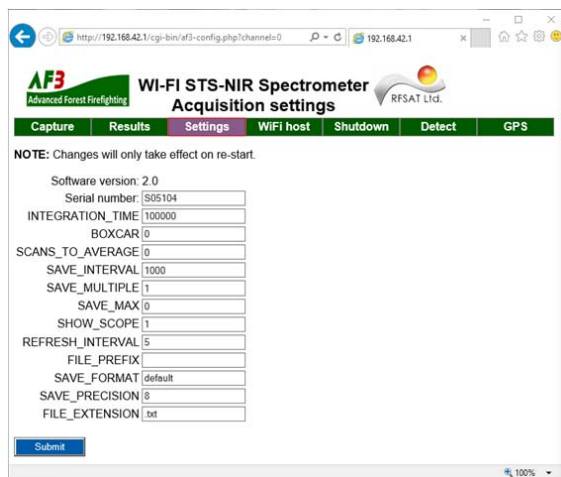 http://192.168.42.1/cgi-bin/af3-config.php?channel=0
192.168.42.1
AF3
Advanced Forest Firefighting
WI-FI STS-NIR Spectrometer
Acquisition settings
RFSAT Ltd.
Capture Results Settings WiFi host Shutdown Detect GPS
NOTE: Changes will only take effect on re-start.
Software version: 2.0
Serial number: S05104
INTEGRATION_TIME 100000
BOXCAR 0
SCANS_TO_AVERAGE 0
SAVE_INTERVAL 1000
SAVE_MULTIPLE 1
SAVE_MAX 0
SHOW_SCOPE 1
REFRESH_INTERVAL 5
FILE_PREFIX
SAVE_FORMAT default
SAVE_PRECISION 8
FILE_EXTENSION .txt
Submit
100%